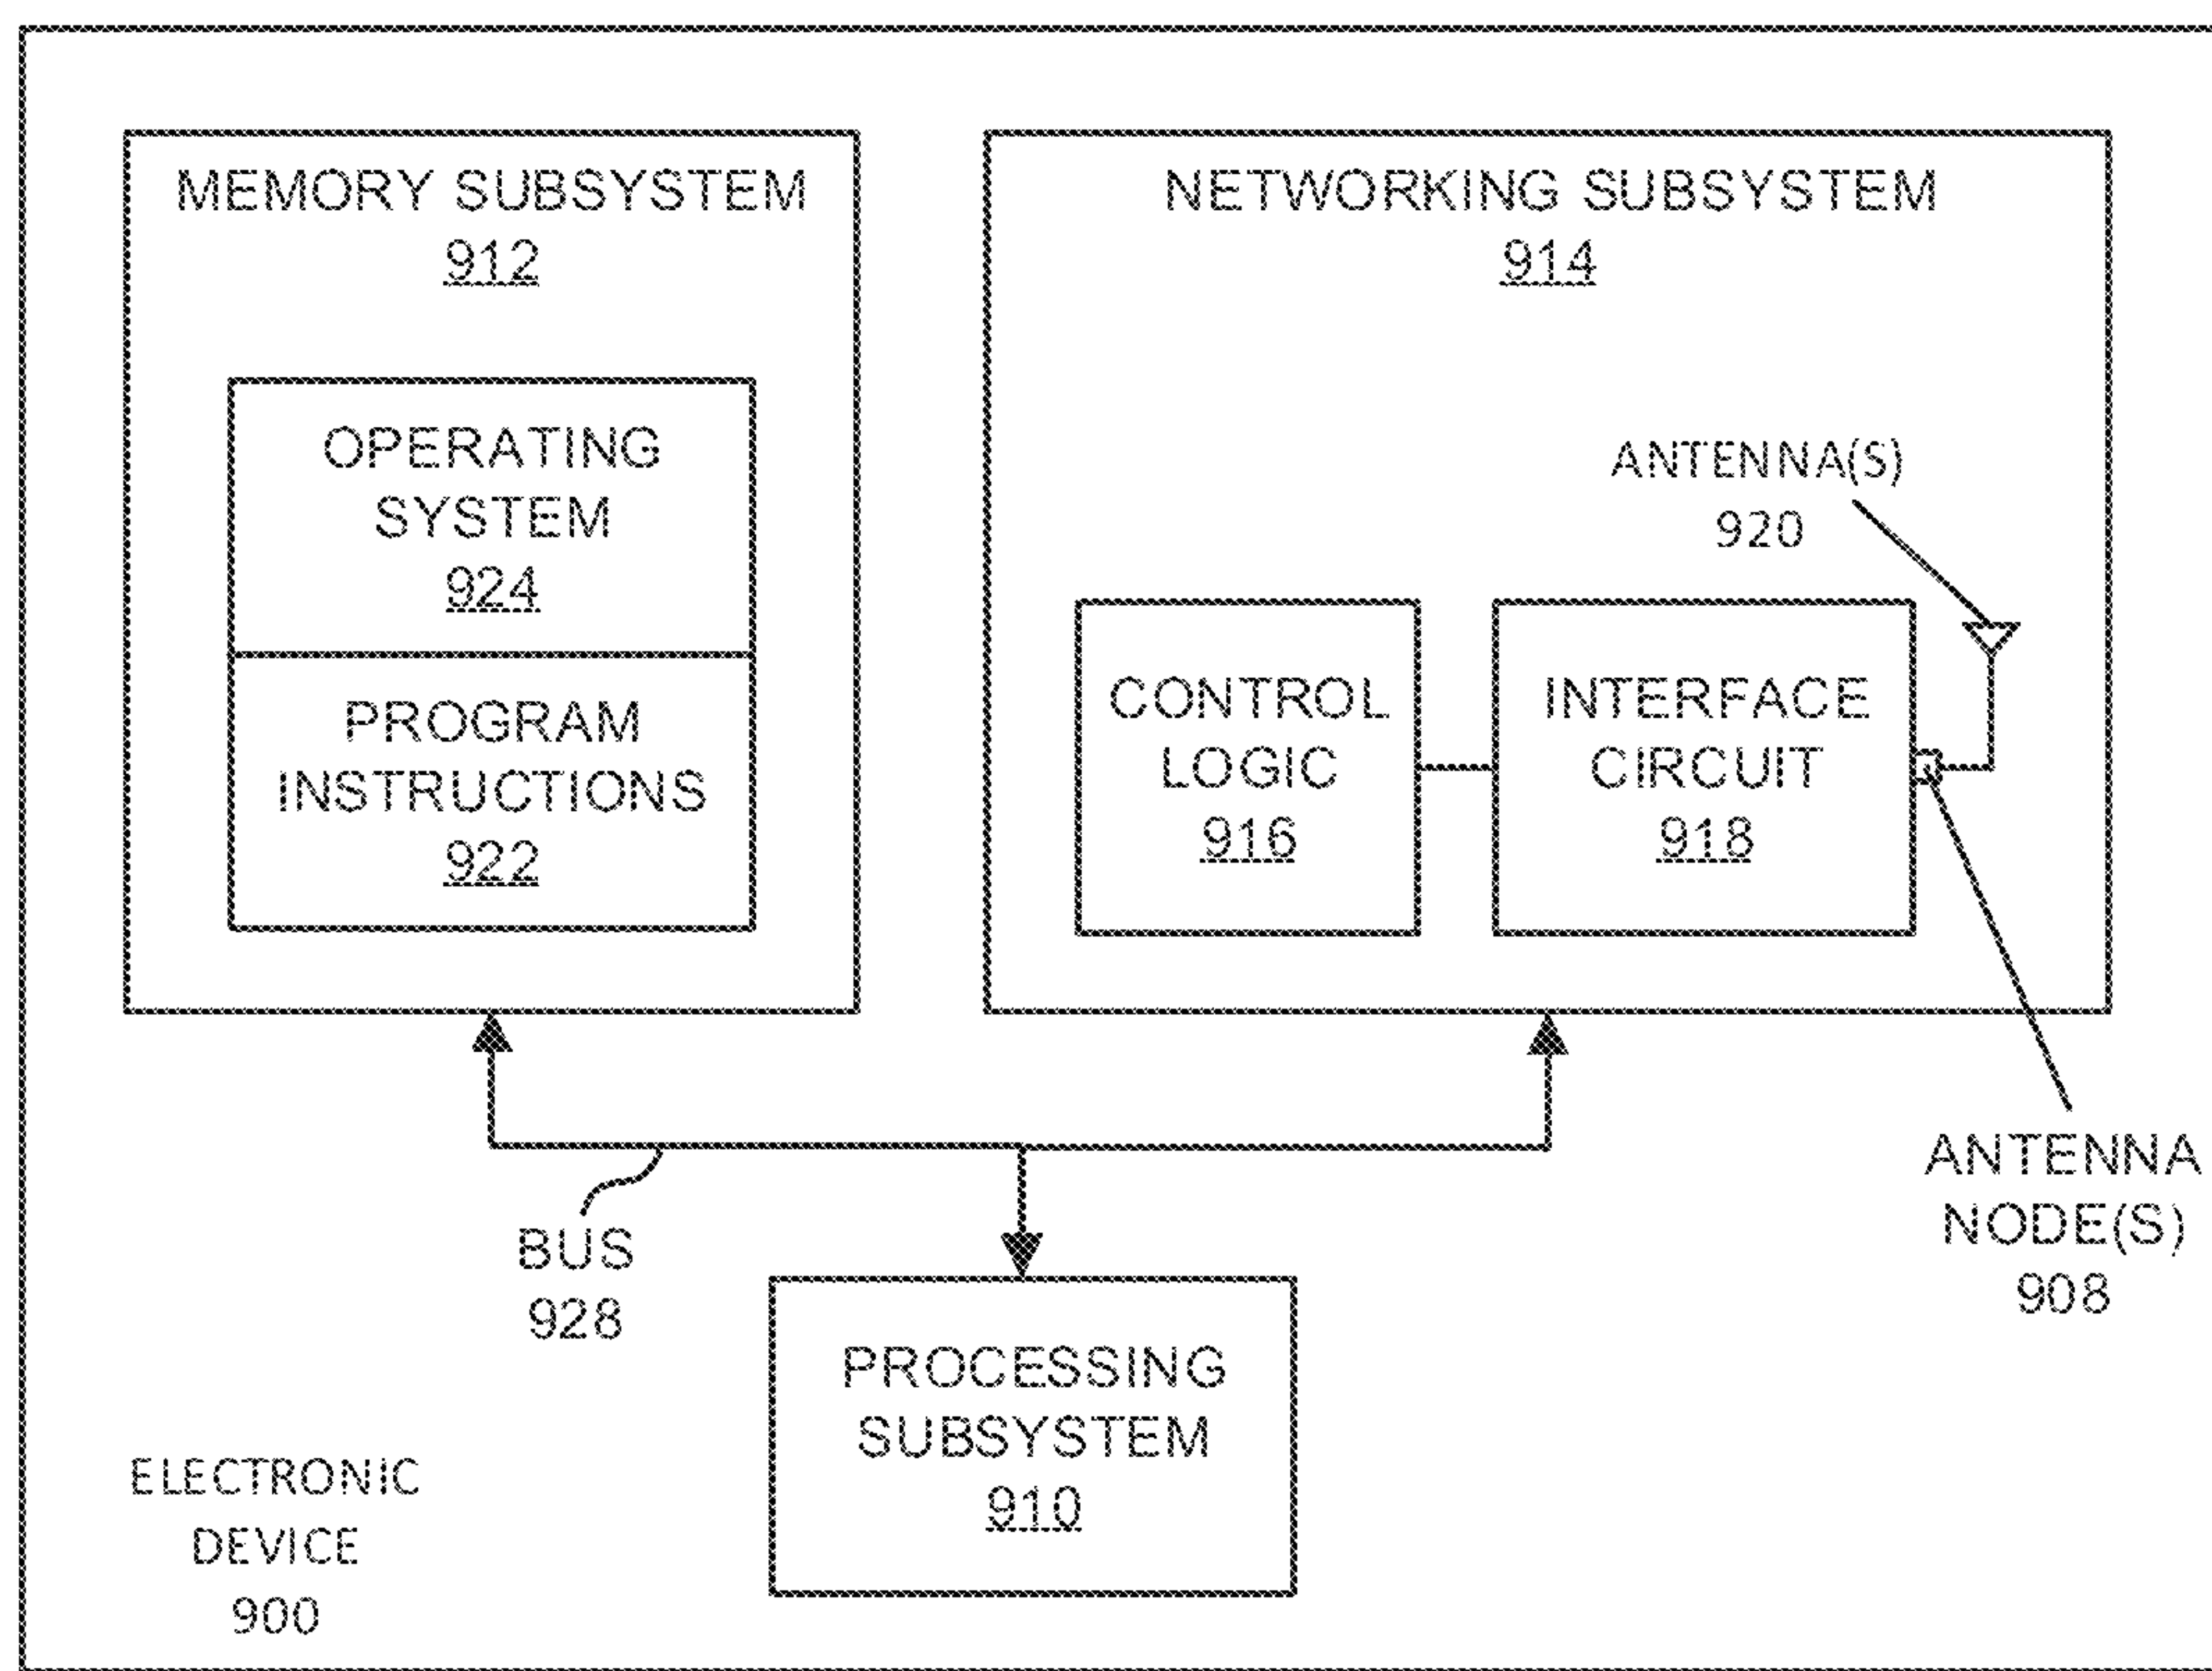 MEMORY SUBSYSTEM
912
OPERATING
SYSTEM
924
PROGRAM
INSTRUCTIONS
922
NETWORKING SUBSYSTEM
914
ANTENNA(S)
920
CONTROL
LOGIC
916
INTERFACE
CIRCUIT
918
ANTENNA
NODE(S)
908
BUS
928
PROCESSING
SUBSYSTEM
910
ELECTRONIC
DEVICE
900